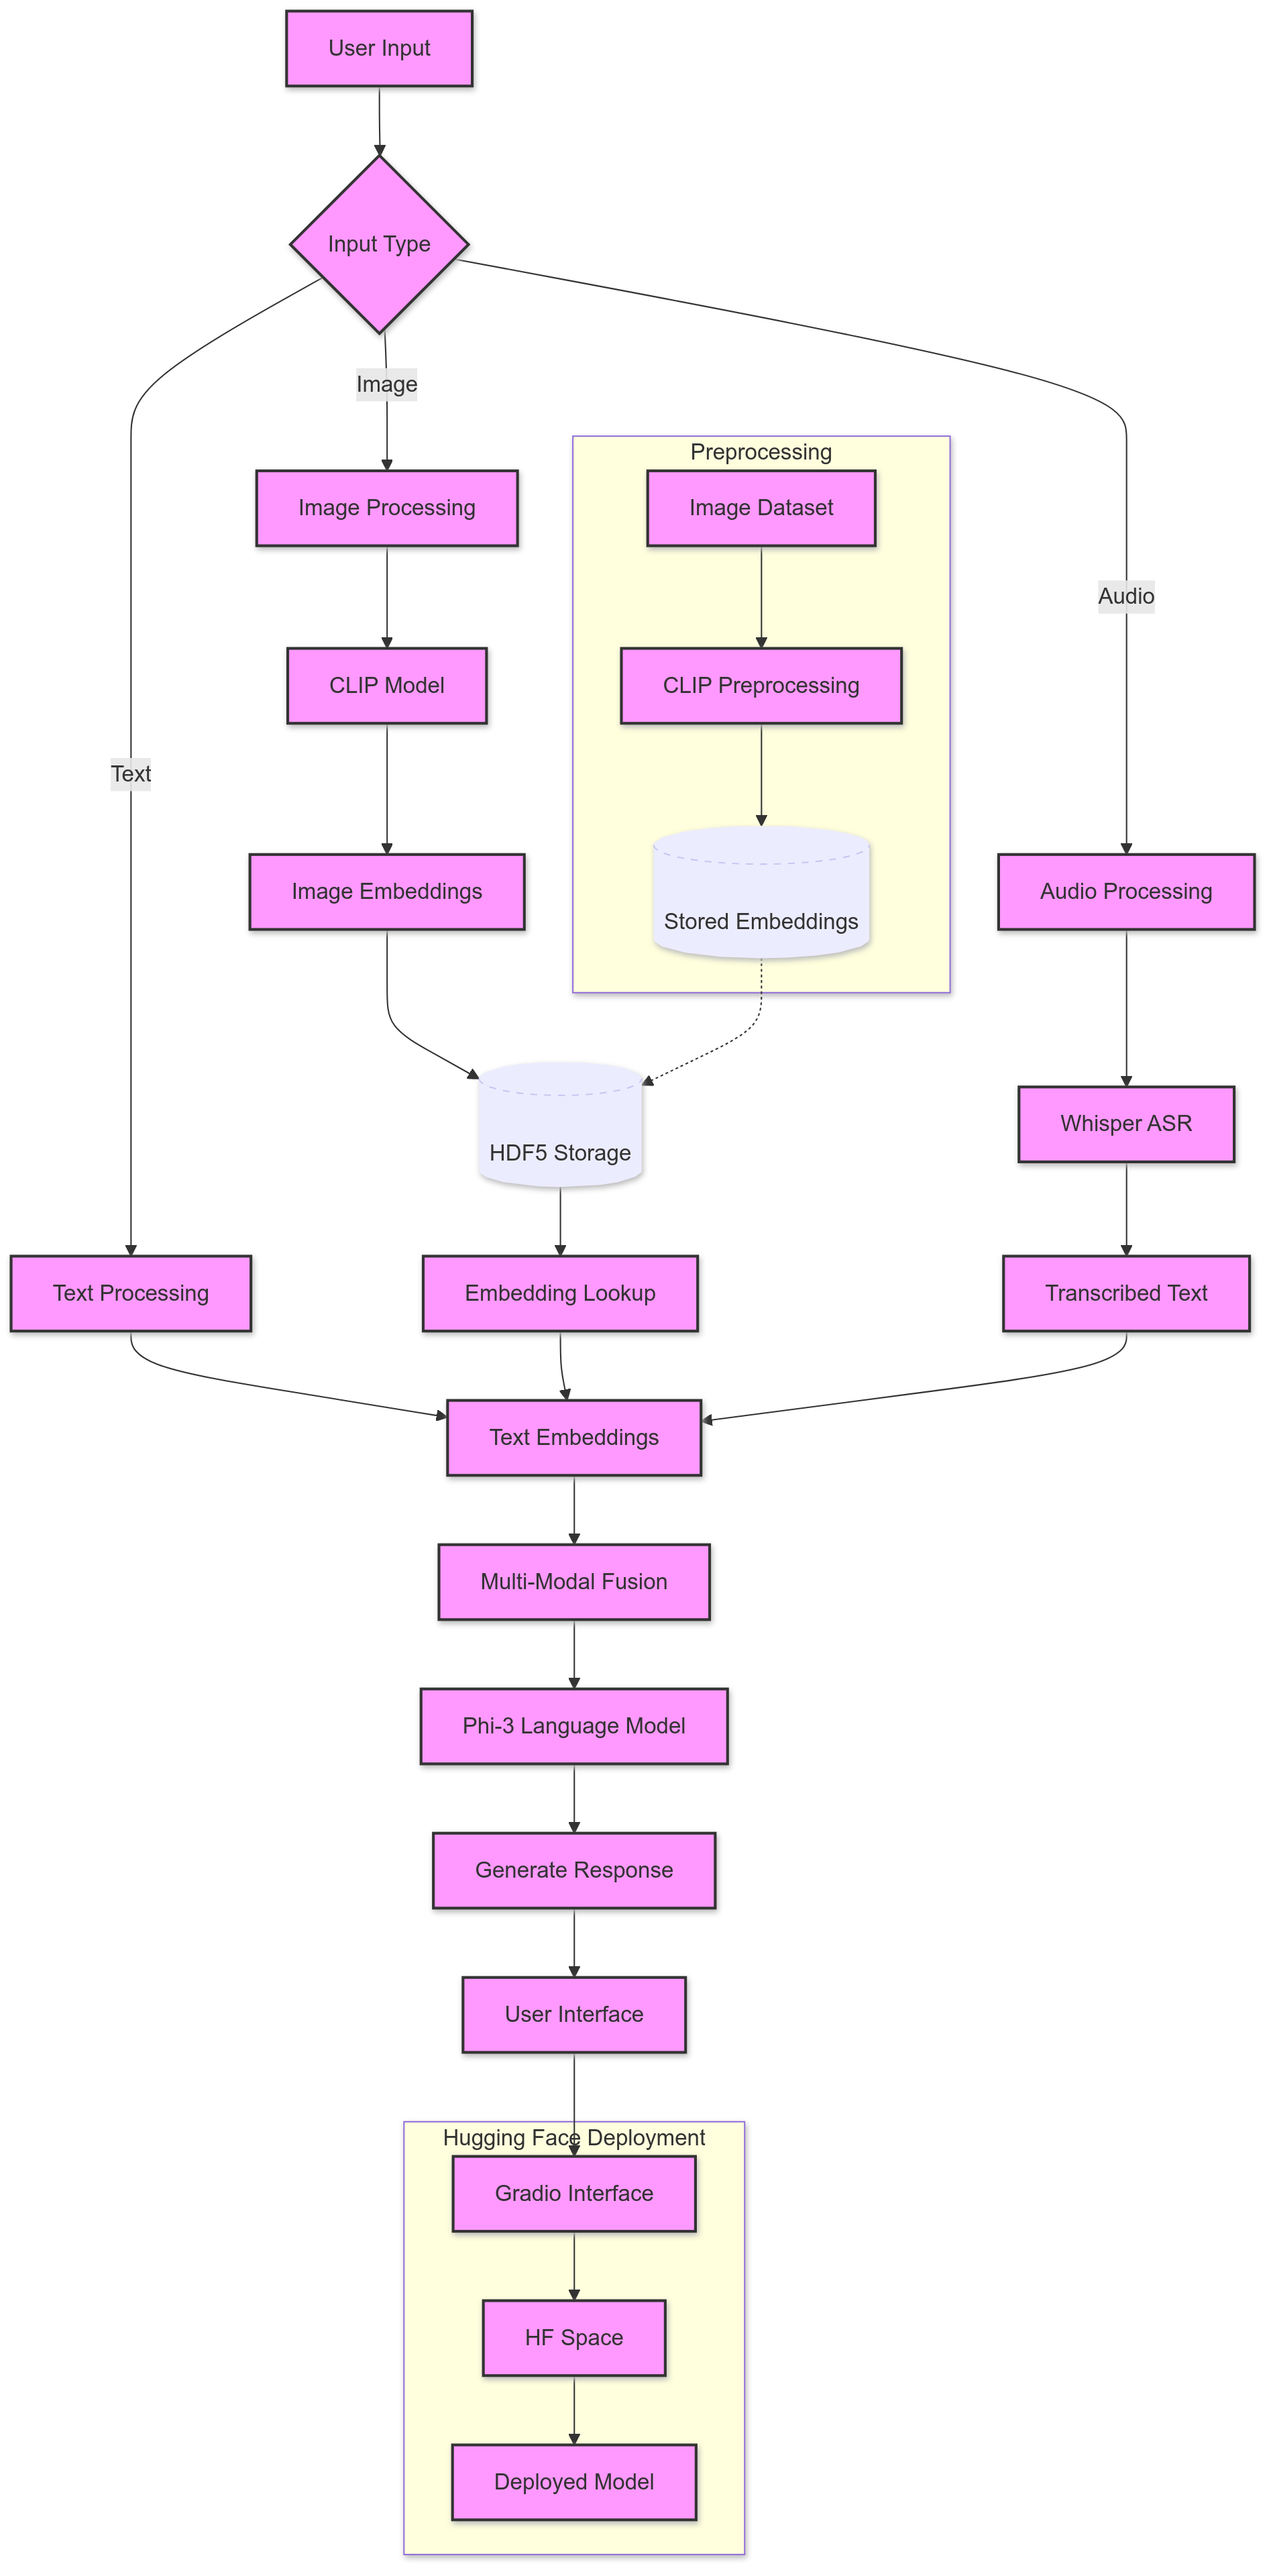 User Input
Input Type
Image
Preprocessing
Image Processing
Image Dataset
Audio
CLIP Model
CLIP Preprocessing
Text
Image Embeddings
Stored Embeddings
Audio Processing
Whisper ASR
HDF5 Storage
Text Processing
Embedding Lookup
Transcribed Text
Text Embeddings
Multi-Modal Fusion
Phi-3 Language Model
Generate Response
User Interface
Hugging Face Deployment
Gradio Interface
HF Space
Deployed Model